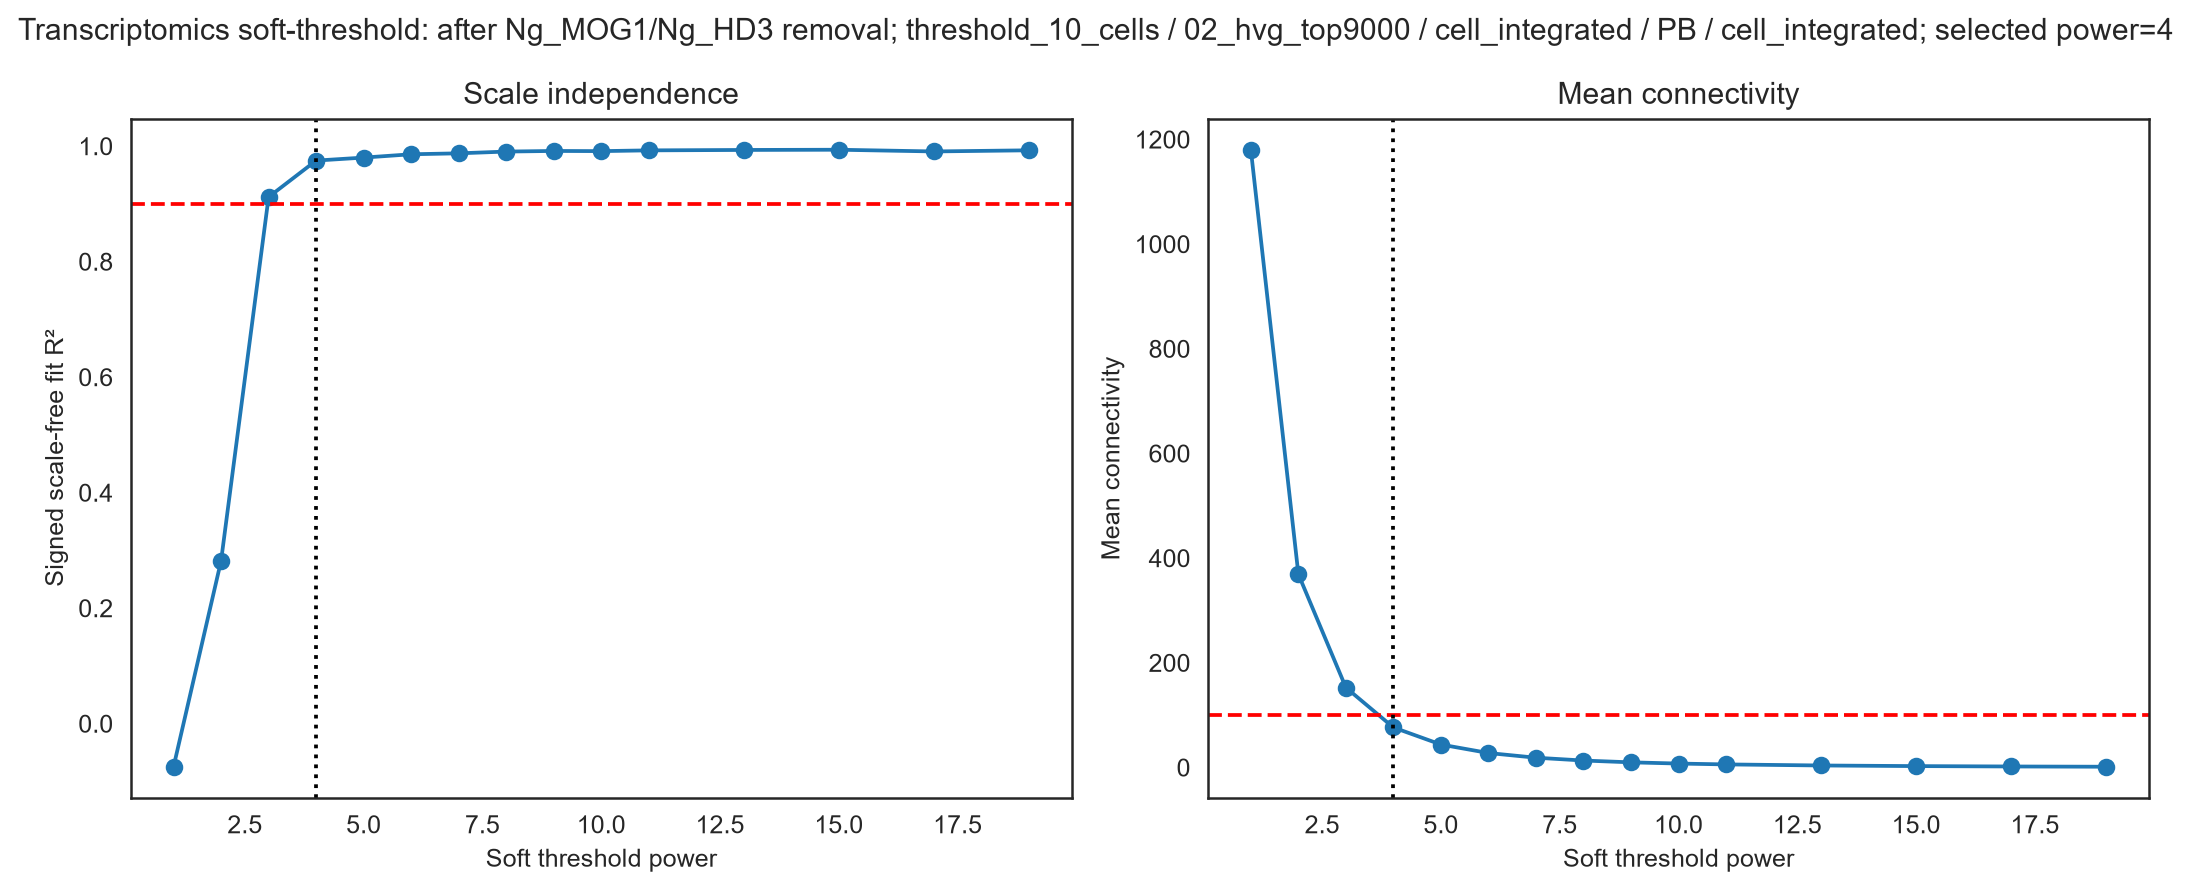 Transcriptomics soft-threshold: after Ng_MOG1/Ng_HD3 removal; threshold_10_cells / 02_hvg_top9000 / cell_integrated / PB / cell_integrated; selected power=4
Scale independence
1.0
0.8
0.6
0.4
0.2
0.0
Signed scale-free fit R²
2.5 5.0 7.5 10.0 12.5 15.0 17.5
Soft threshold power
Mean connectivity
1200
1000
800
600
400
200
0
Mean connectivity
2.5 5.0 7.5 10.0 12.5 15.0 17.5
Soft threshold power